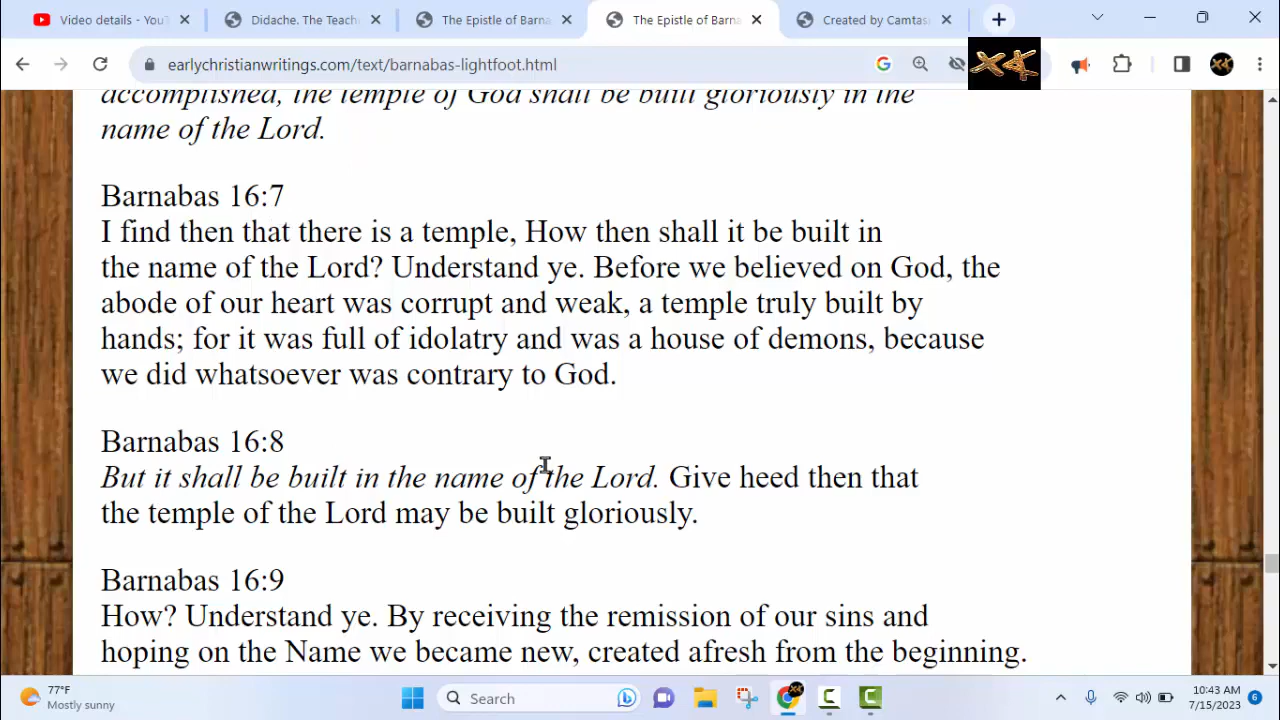 Video details - YouT
Didache. The Teach
The Epistle of Barna
The Epistle of Barna
Created by Camtas
earlychristianwritings.com/text/barnabas-lightfoot.html
accomplished, the temple of God shall be built gloriously in the
name of the Lord.
Barnabas 16:7
I find then that there is a temple, How then shall it be built in
the name of the Lord? Understand ye. Before we believed on God, the
abode of our heart was corrupt and weak, a temple truly built by
hands; for it was full of idolatry and was a house of demons, because
we did whatsoever was contrary to God.
Barnabas 16:8
But it shall be built in the name of the Lord. Give heed then that
the temple of the Lord may be built gloriously.
Barnabas 16:9
How? Understand ye. By receiving the remission of our sins and
hoping on the Name we became new, created afresh from the beginning.
77°F
Mostly sunny
Search
10:43 AM
7/15/2023
6